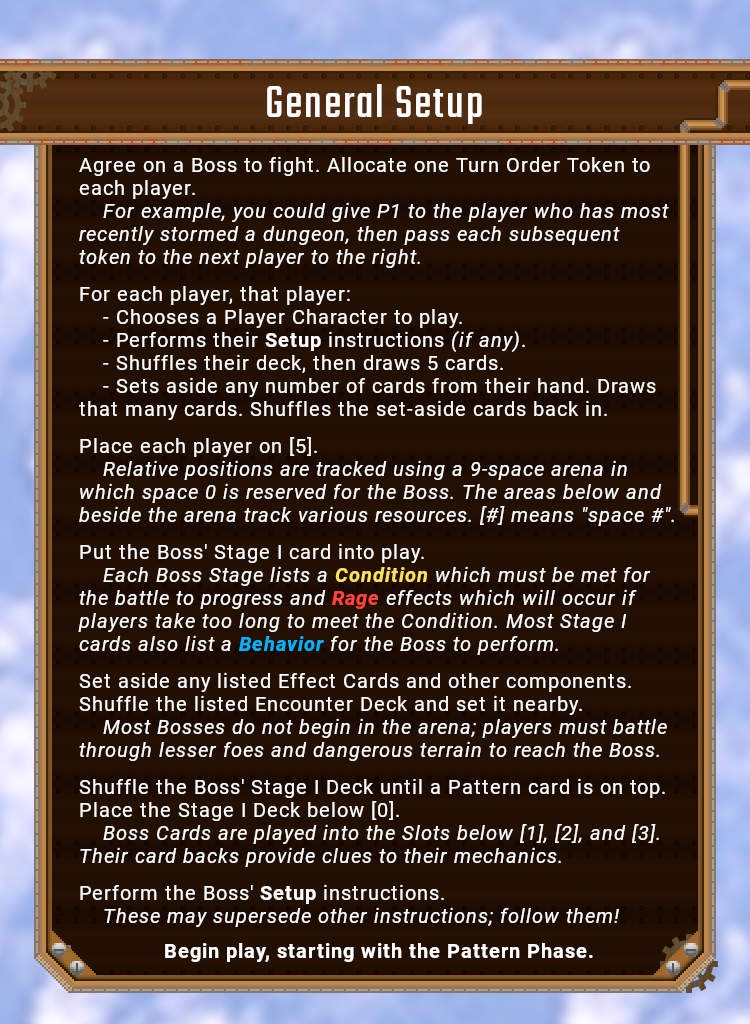 General Setup
Agree on a Boss to fight. Allocate one Turn Order Token to
each player.
For example, you could give P1 to the player who has most
recently stormed a dungeon, then pass each subsequent
token to the next player to the right.
For each player, that player:
- Chooses a Player Character to play.
- Performs their Setup instructions (if any).
- Shuffles their deck, then draws 5 cards.
- Sets aside any number of cards from their hand. Draws
that many cards. Shuffles the set-aside cards back in.
Place each player on [5].
Relative positions are tracked using a 9-space arena in
which space 0 is reserved for the Boss. The areas below and
beside the arena track various resources. [#] means "space #".
Put the Boss' Stage I card into play.
Each Boss Stage lists a Condition which must be met for
the battle to progress and Rage effects which will occur if
players take too long to meet the Condition. Most Stage I
cards also list a Behavior for the Boss to perform.
Set aside any listed Effect Cards and other components.
Shuffle the listed Encounter Deck and set it nearby.
Most Bosses do not begin in the arena; players must battle
through lesser foes and dangerous terrain to reach the Boss.
Shuffle the Boss' Stage I Deck until a Pattern card is on top.
Place the Stage I Deck below [0].
Boss Cards are played into the Slots below [1], [2], and [3].
Their card backs provide clues to their mechanics.
Perform the Boss' Setup instructions.
These may supersede other instructions; follow them!
Begin play, starting with the Pattern Phase.